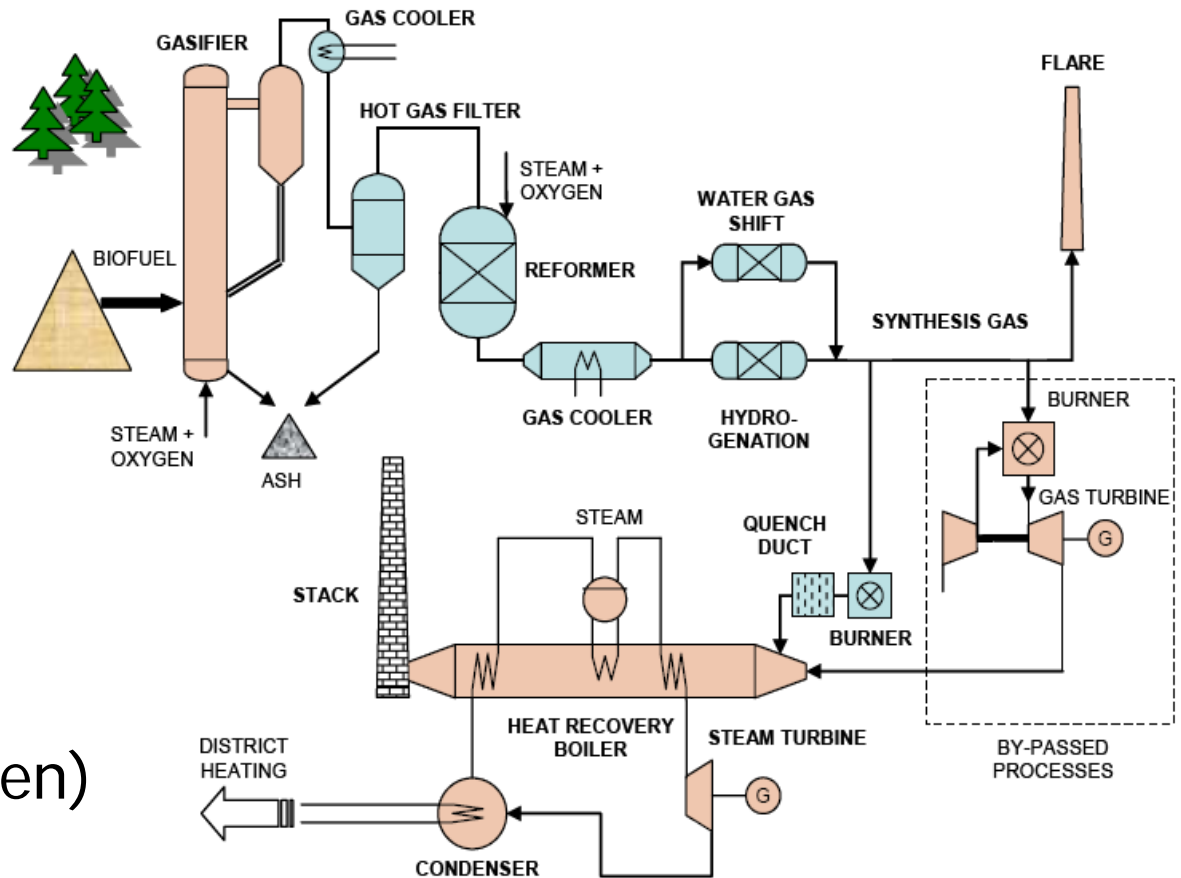 GAS COOLER
GASIFIER
FLARE
HOT GAS FILTER
STEAM +
OXYGEN
WATER GAS
SHIFT
BIOFUEL
REFORMER
SYNTHESIS GAS
BURNER
GAS COOLER
HYDRO-
GENATION
STEAM +
OXYGEN
ASH
GAS TURBINE
STEAM
QUENCH
DUCT
G
STACK
BURNER
HEAT RECOVERY
BOILER
STEAM TURBINE
DISTRICT
HEATING
BY-PASSED
PROCESSES
en)
G
CONDENSER